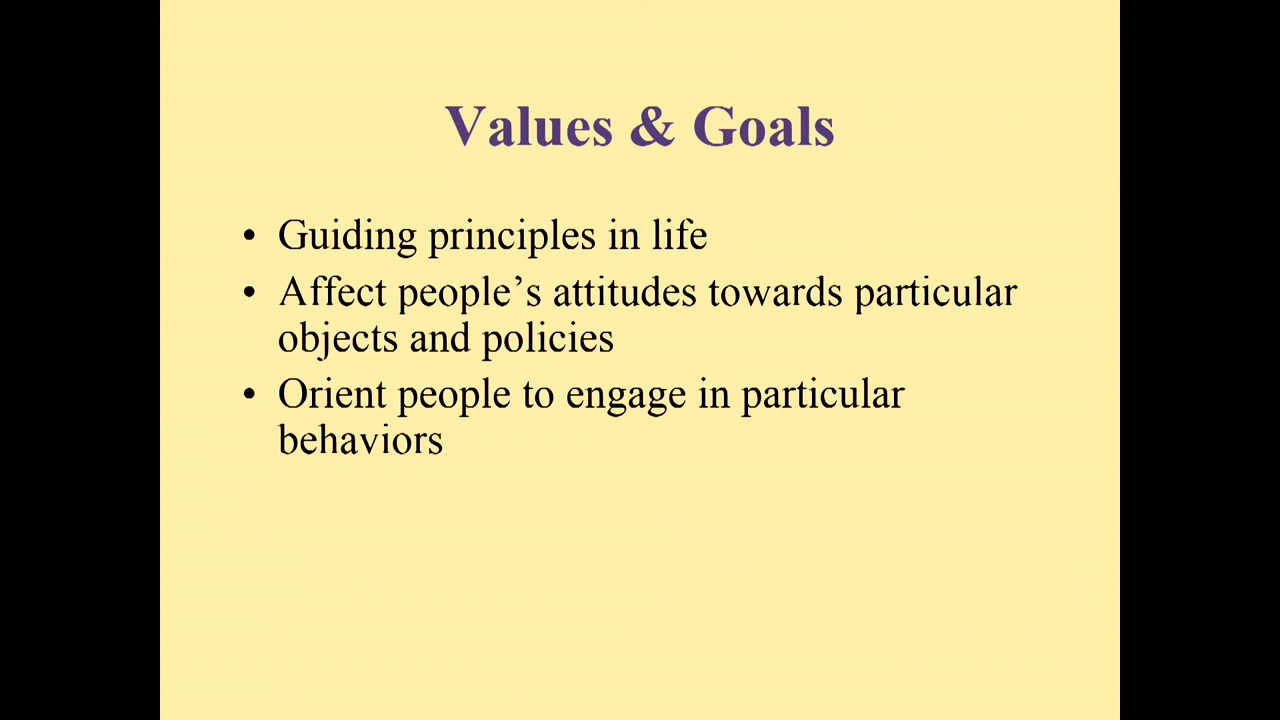 Values & Goals
• Guiding principles in life
• Affect people’s attitudes towards particular
objects and policies
• Orient people to engage in particular
behaviors